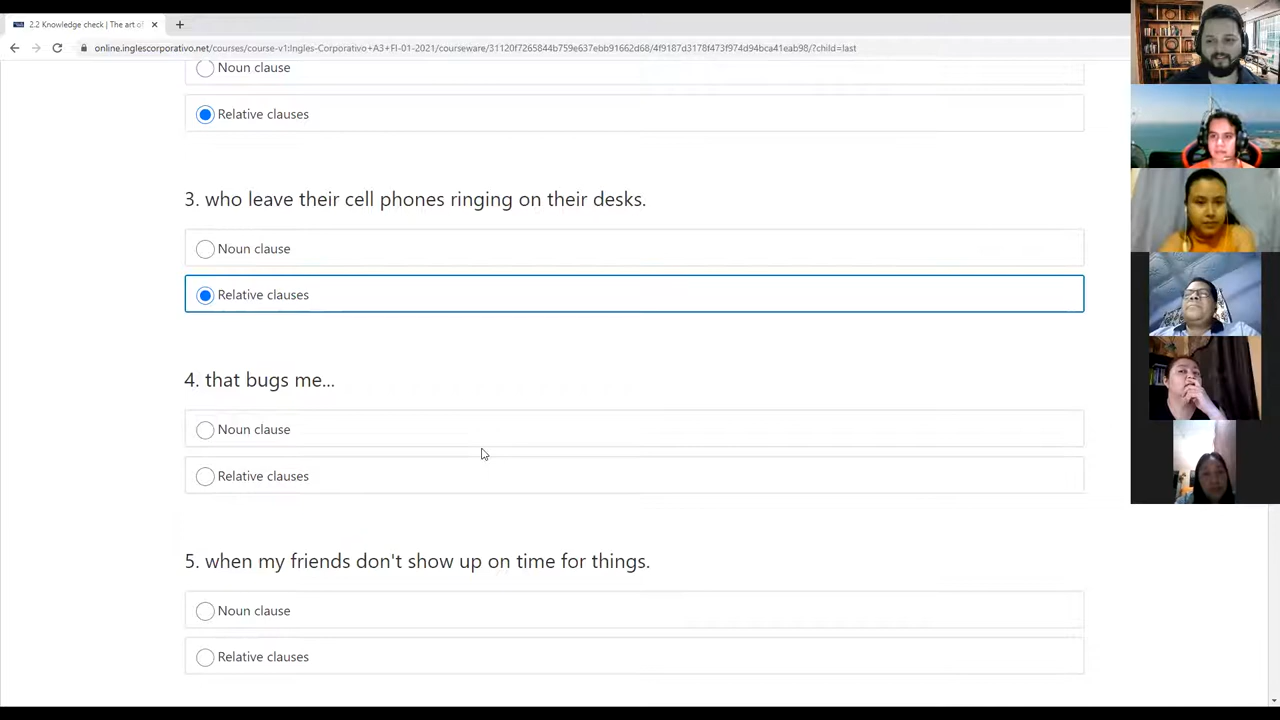 2.2 Knowledge check | The art of
online.inglescorporativo.net/courses/course-v1:Ingles-Corporativo+A3+FI-01-2021/courseware/31120f7265844b759e637ebb91662d68/4f9187d3178f473f974d94bca41eab98/?child=last
Noun clause
Relative clauses
3. who leave their cell phones ringing on their desks.
Noun clause
Relative clauses
4. that bugs me...
Noun clause
Relative clauses
5. when my friends don't show up on time for things.
Noun clause
Relative clauses